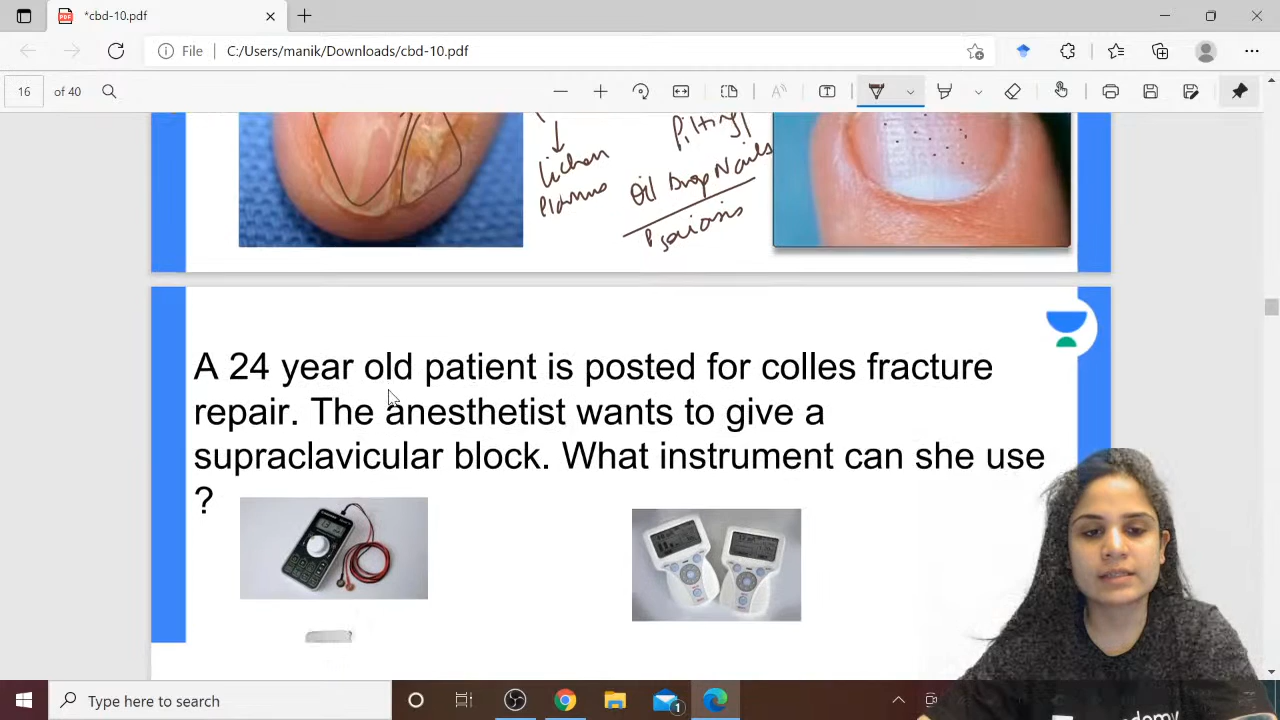 *cbd-10.pdf
File
C:/Users/manik/Downloads/cbd-10.pdf
16 of 40
Lichen
Planus
Pitting
Oil Drop Nails
Psoriasis
A 24 year old patient is posted for colles fracture
repair. The anesthetist wants to give a
supraclavicular block. What instrument can she use
?
Type here to search
1